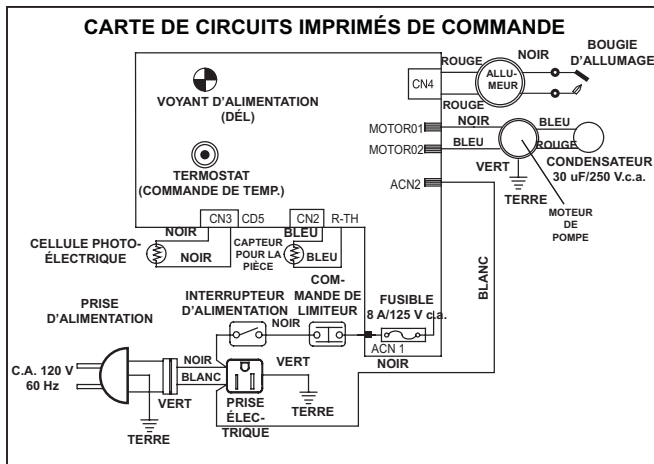 CARTE DE CIRCUITS IMPRIMÉS DE COMMANDE
VOYANT D'ALIMENTATION
(DÉL)
TERMOSTAT
(COMMANDE DE TEMP.)
CN4
ROUGE
ROUGE
ALLU-
MEUR
NOIR
BOUGIE
D'ALLUMAGE
MOTOR01
NOIR
MOTOR02
BLEU
BLEU
ROUGE
CONDENSATEUR
30 uF/250 V.c.a.
VERT
TERRE
MOTEUR
DE
POMPE
ACN2
BLANC
CN3
CD5
CN2
R-TH
NOIR
NOIR
CELLULE PHOTO-
ÉLECTRIQUE
BLEU
CAPTEUR
POUR LA
PIÈCE
BLEU
INTERRUPTEUR
D'ALIMENTATION
NOIR
COM-
MANDE DE
LIMITEUR
FUSIBLE
8 A/125 V c.a.
ACN 1
NOIR
PRISE
D'ALIMENTATION
C.A. 120 V
60 Hz
NOIR
BLANC
VERT
TERRE
PRISE
ÉLEC-
TRIQUE
VERT
TERRE